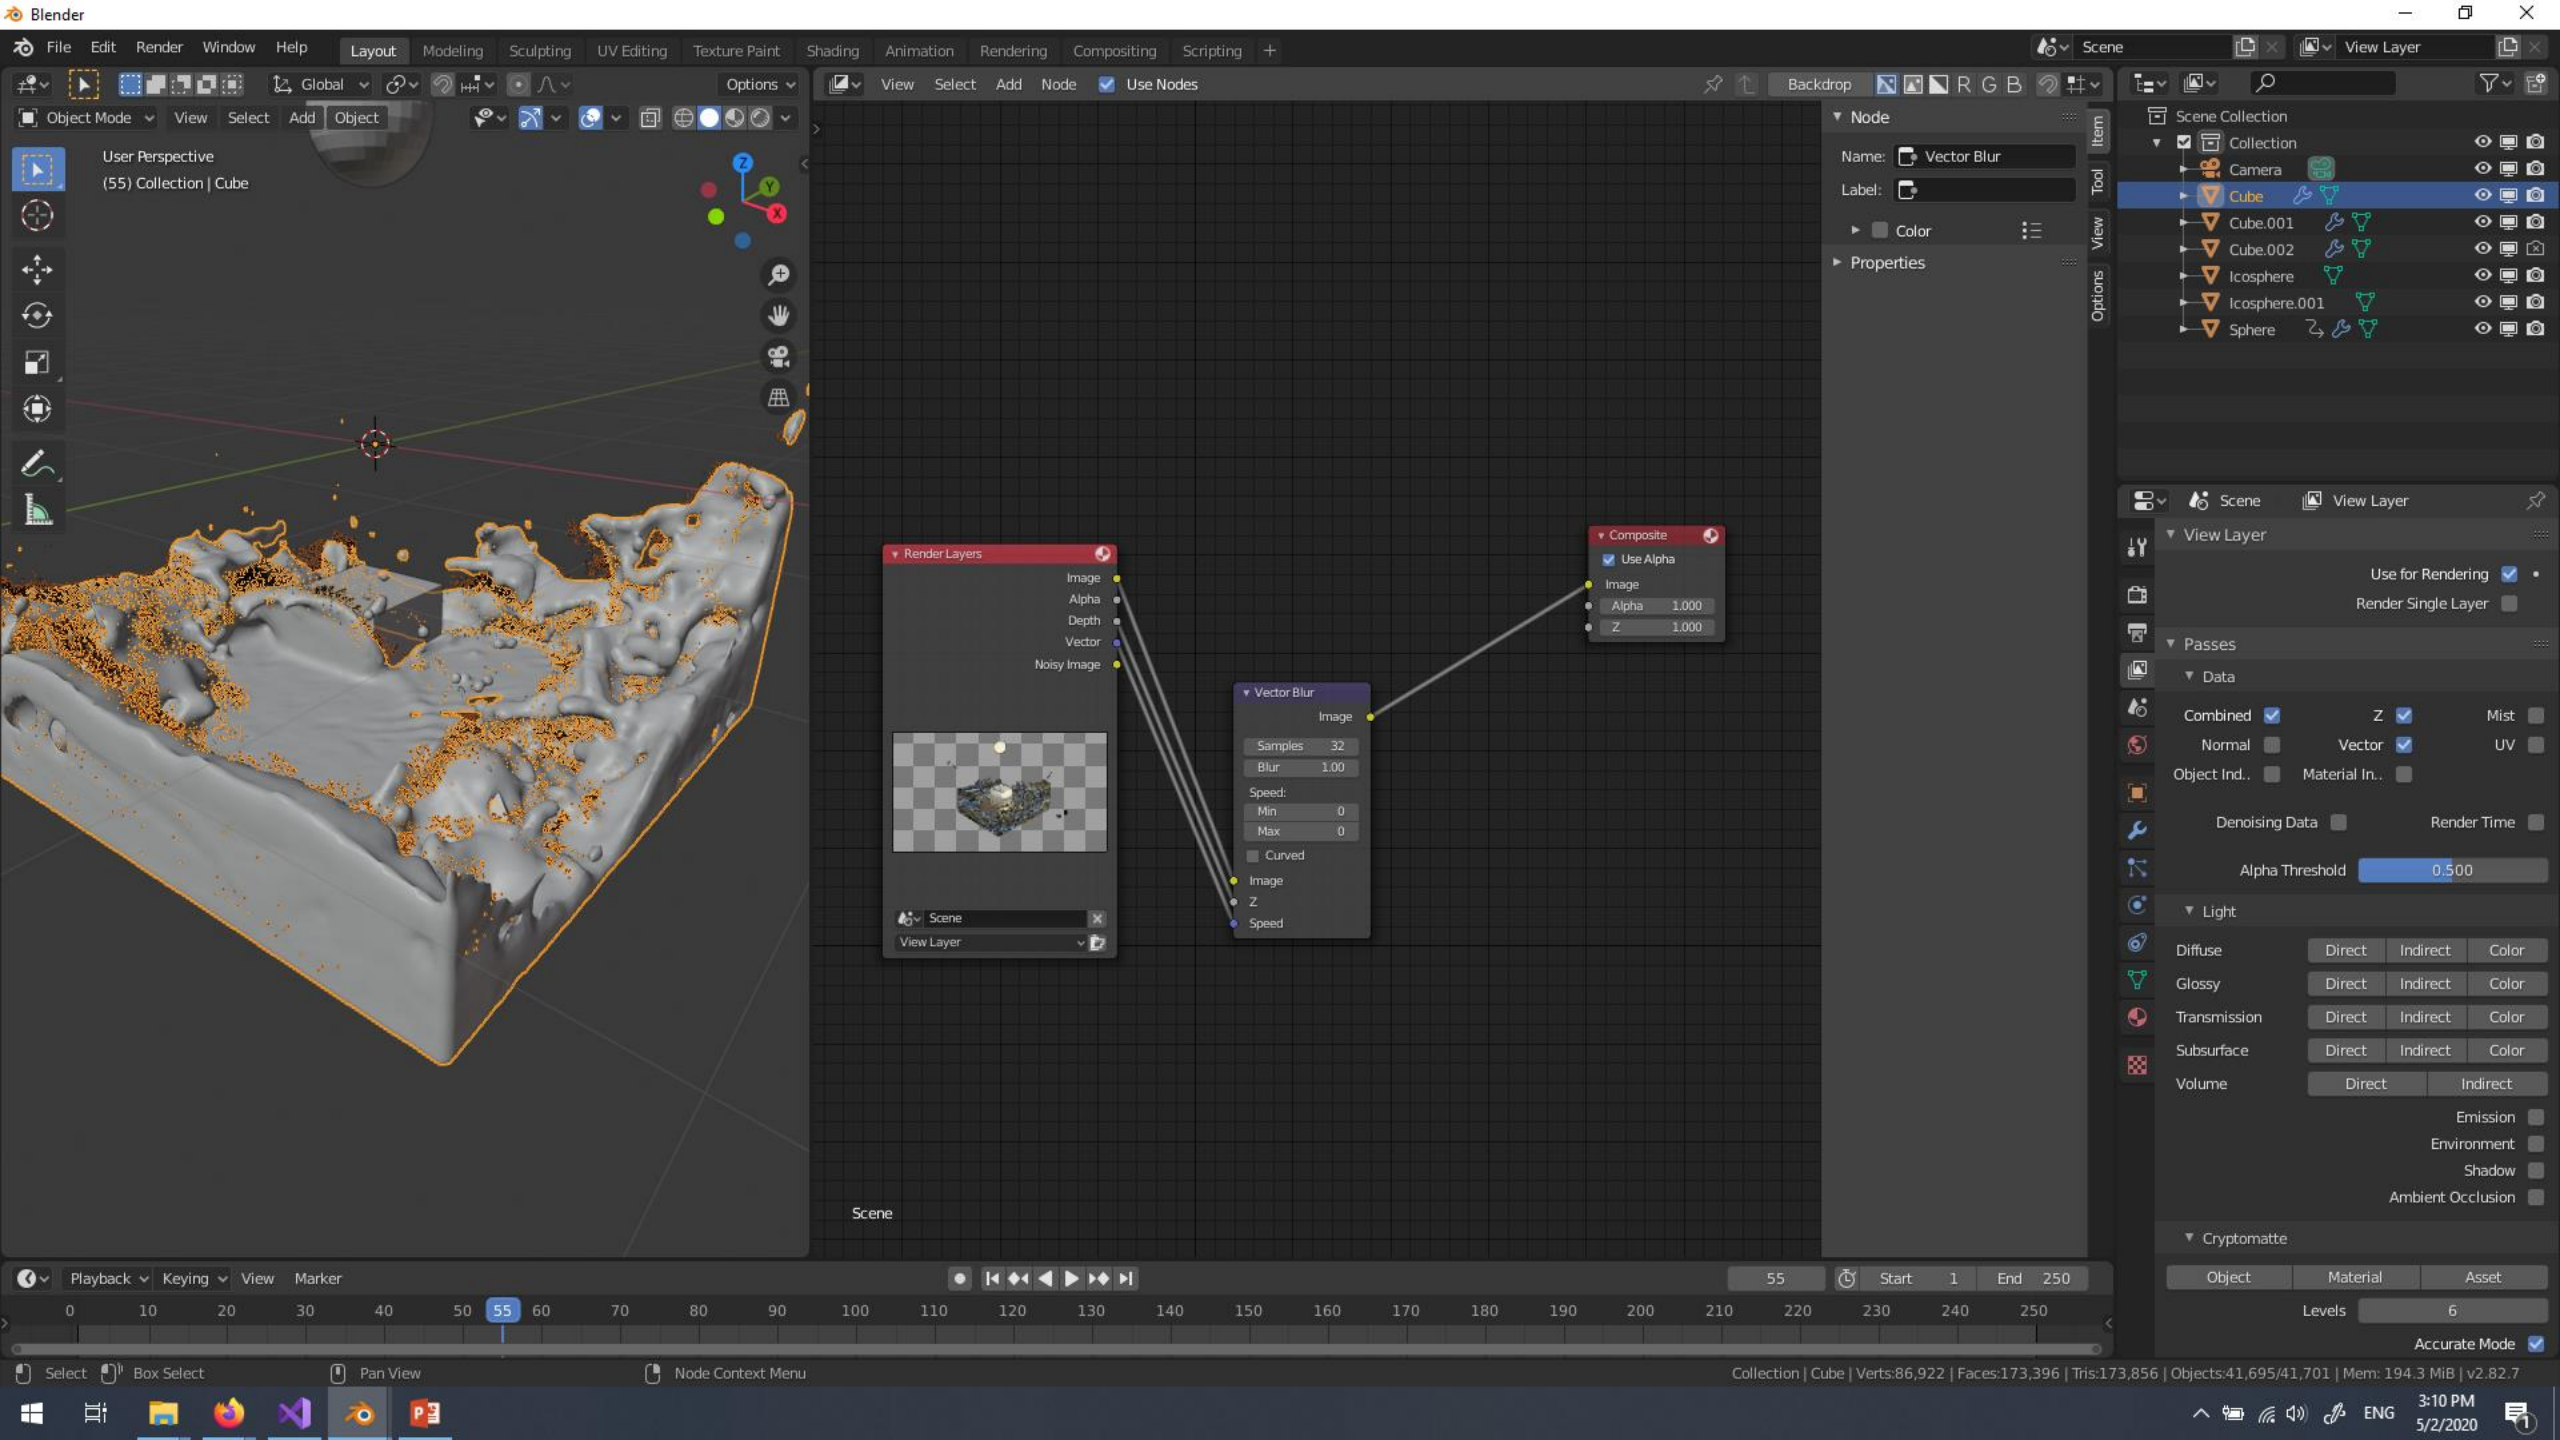 Blender
File Edit Render Window Help Layout Modeling Sculpting UV Editing Texture Paint Shading Animation Rendering Compositing Scripting + Scene View Layer
Global Options View Select Add Node Use Nodes Backdrop R G B
Object Mode View Select Add Object
User Perspective
(55) Collection | Cube
Z
Y
X
Render Layers
Image
Alpha
Depth
Vector
Noisy Image
Scene
View Layer
Vector Blur
Image
Samples 32
Blur 1.00
Speed:
Min 0
Max 0
Curved
Image
Z
Speed
Composite
Use Alpha
Image
Alpha 1.000
Z 1.000
Scene
Node
Name: Vector Blur
Label:
Color
Properties
Item
Tool
View
Options
Scene Collection
Collection
Camera
Cube
Cube.001
Cube.002
Icosphere
Icosphere.001
Sphere
Scene View Layer
View Layer
Use for Rendering
Render Single Layer
Passes
Data
Combined Z Mist
Normal Vector UV
Object Ind.. Material In..
Denoising Data Render Time
Alpha Threshold 0.500
Light
Diffuse Direct Indirect Color
Glossy Direct Indirect Color
Transmission Direct Indirect Color
Subsurface Direct Indirect Color
Volume Direct Indirect
Emission
Environment
Shadow
Ambient Occlusion
Cryptomatte
Object Material Asset
Levels 6
Accurate Mode
Playback Keying View Marker 55 Start 1 End 250
0 10 20 30 40 50 55 60 70 80 90 100 110 120 130 140 150 160 170 180 190 200 210 220 230 240 250
Select Box Select Pan View Node Context Menu Collection | Cube | Verts:86,922 | Faces:173,396 | Tris:173,856 | Objects:41,695/41,701 | Mem: 194.3 MiB | v2.82.7
ENG
3:10 PM
5/2/2020
1